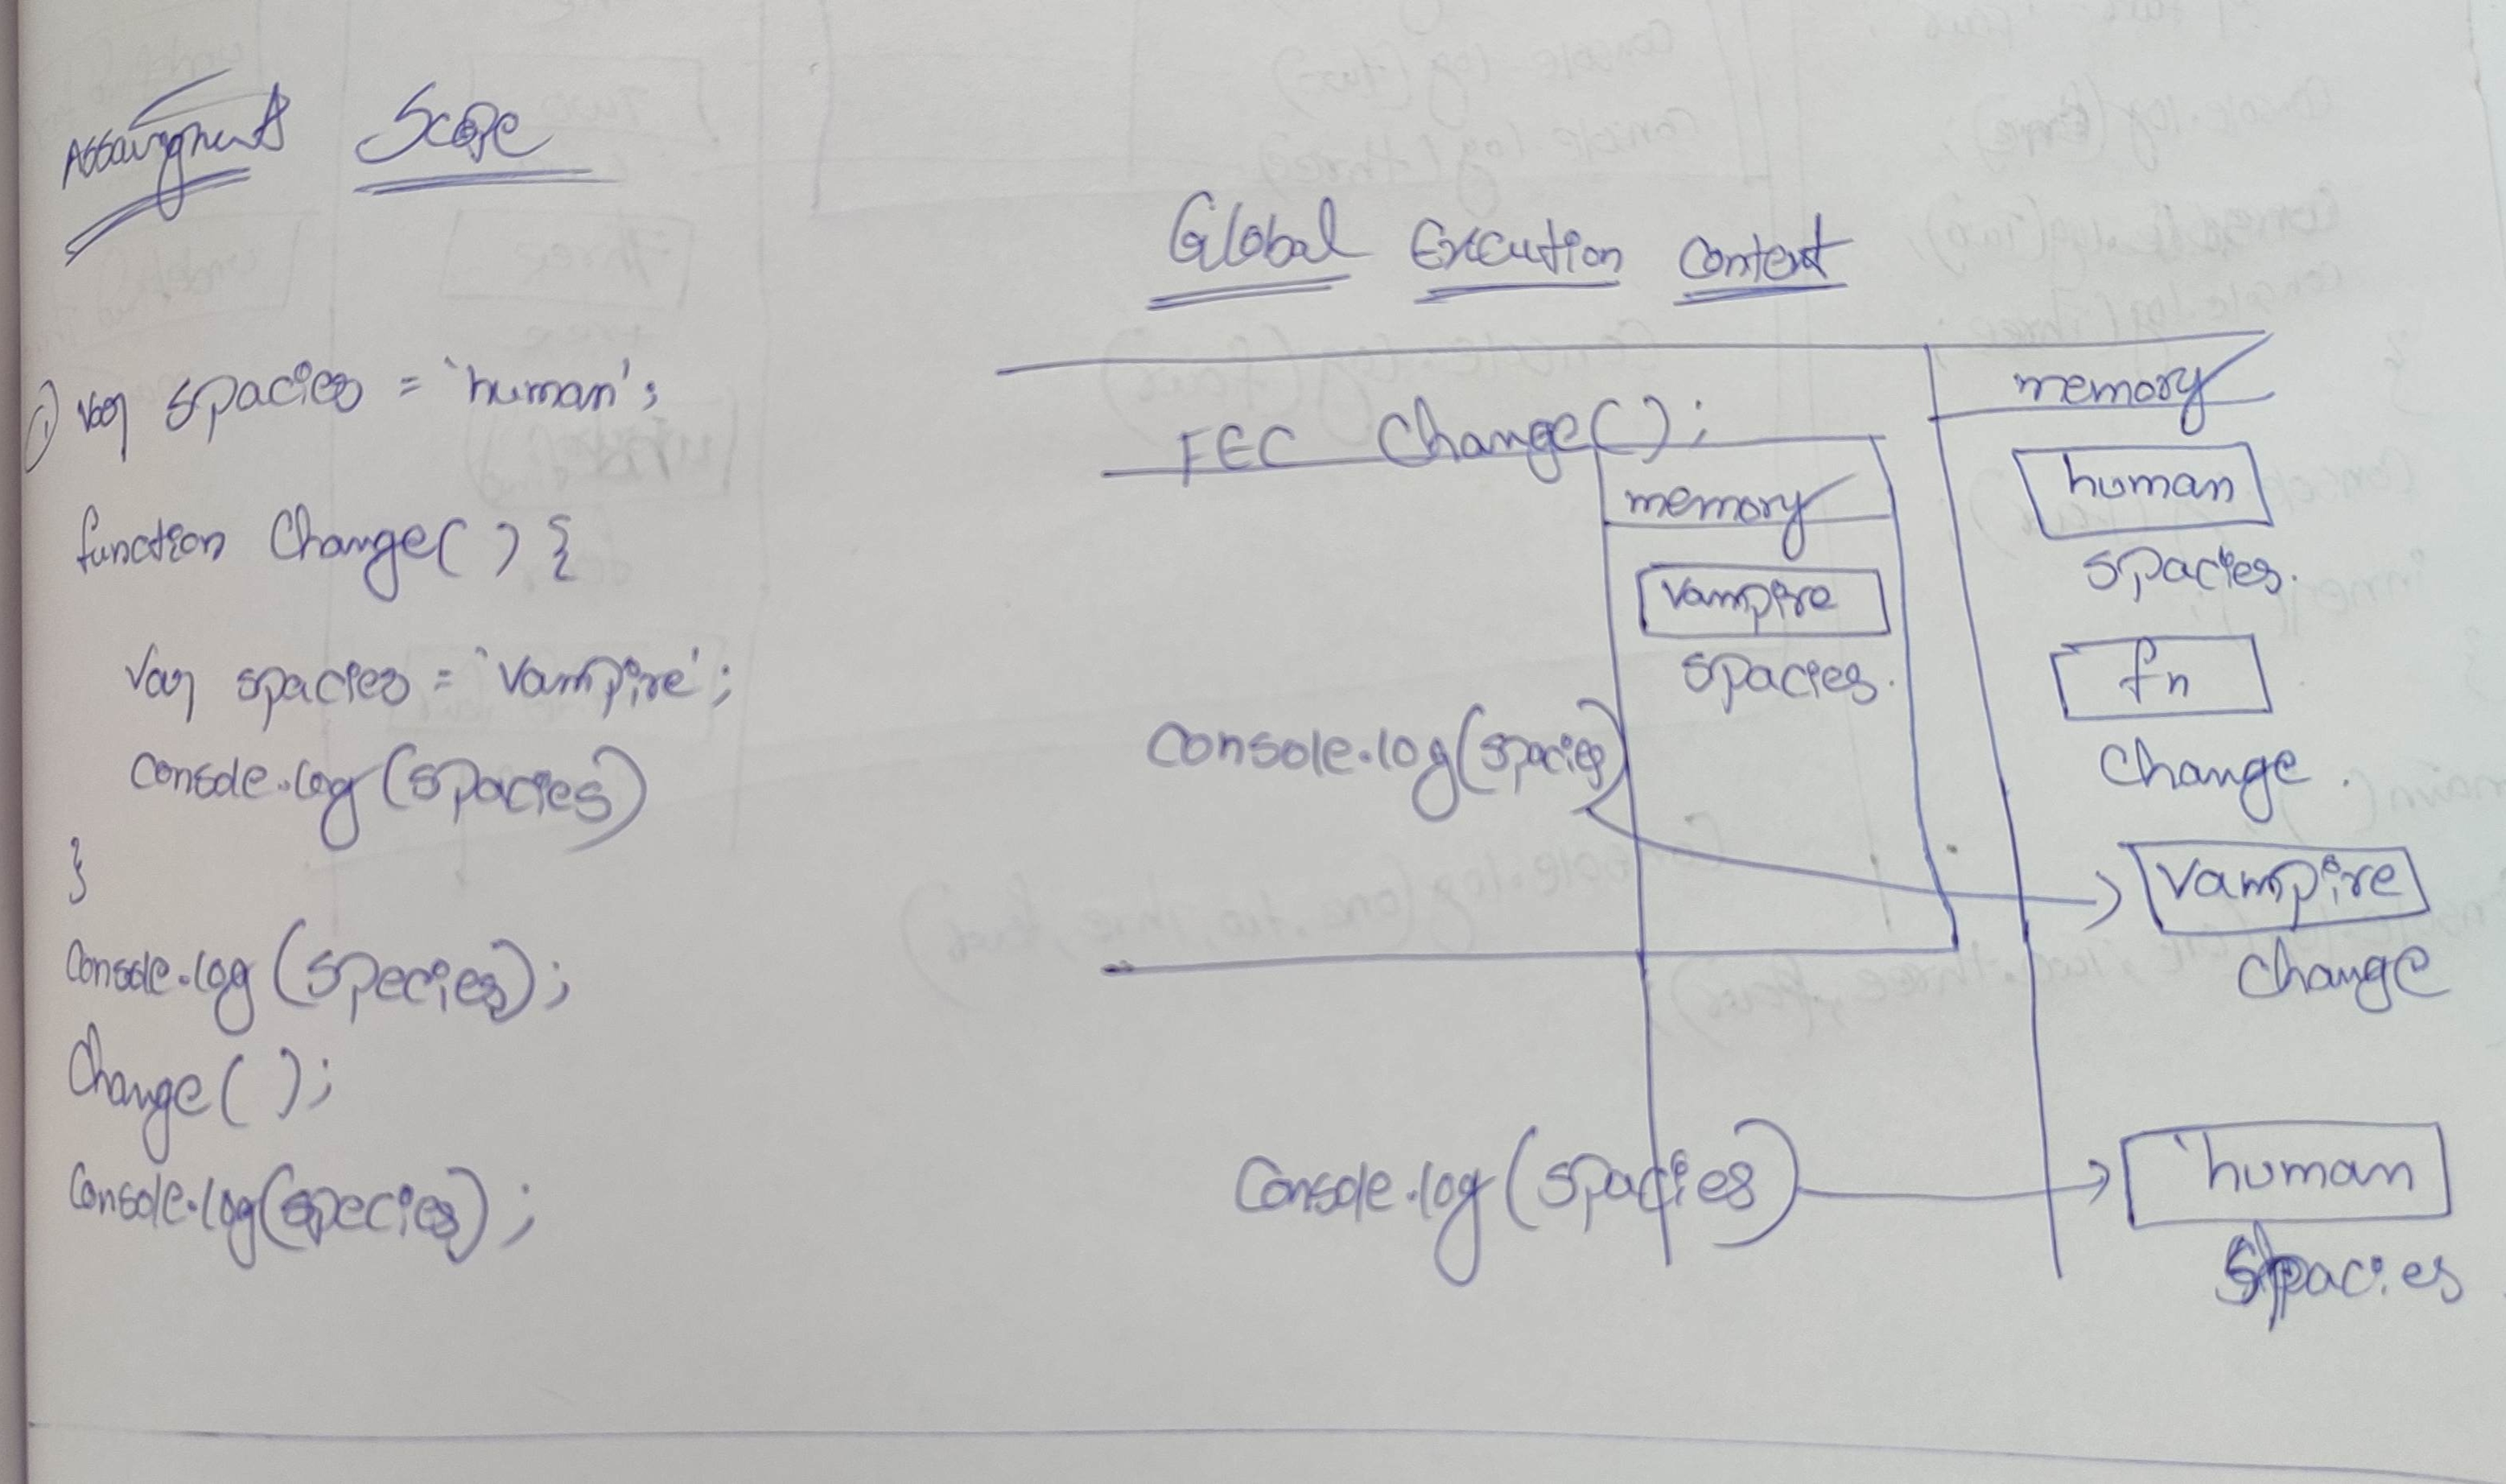 Assaignment Scope
① var spacies = 'human';
function Change() {
var spacies = 'Vampire';
console.log(spacies)
}
Console.log(species);
Change();
Console.log(species);
Global Execution Context
memory
FEC Change();
memory
human
spacies.
vampire
spacies.
fn
change.
Console.log(spacies)
Vampire
change
Console.log(spacies)
'human
spacies